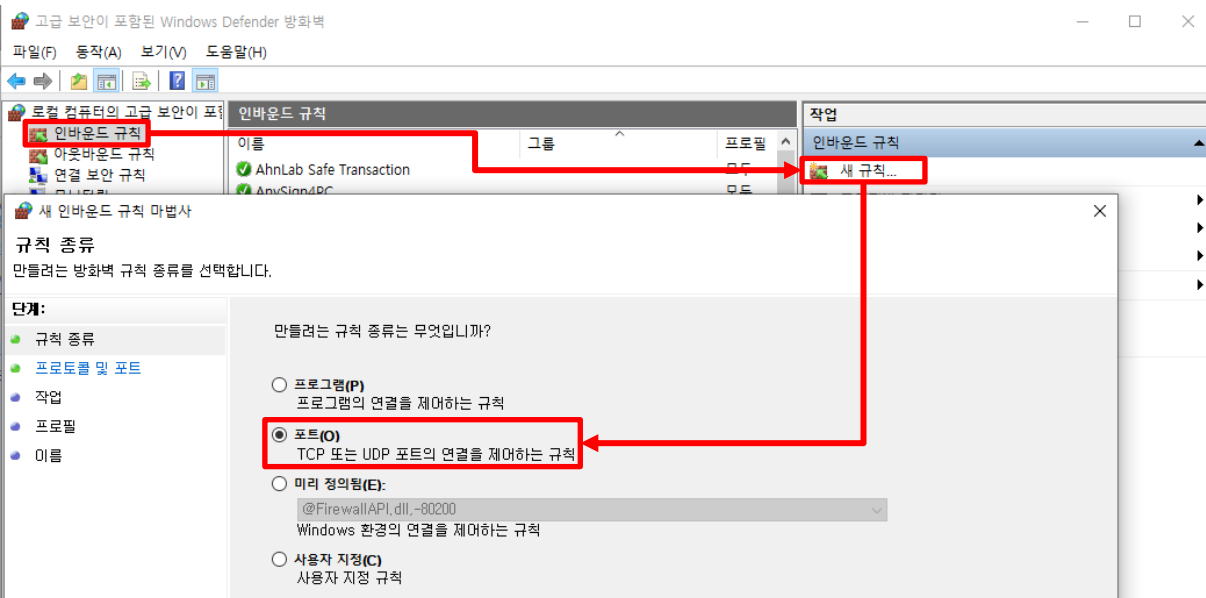 고급 보안이 포함된 Windows Defender 방화벽
파일(F) 동작(A) 보기(V) 도움말(H)
로컬 컴퓨터의 고급 보안이 포함
인바운드 규칙
아웃바운드 규칙
연결 보안 규칙
인바운드 규칙
이름 그룹 프로필
AhnLab Safe Transaction 모두
AnySign4PC 모두
작업
인바운드 규칙
새 규칙...
새 인바운드 규칙 마법사
규칙 종류
만들려는 방화벽 규칙 종류를 선택합니다.
단계:
규칙 종류
프로토콜 및 포트
작업
프로필
이름
만들려는 규칙 종류는 무엇입니까?
프로그램(P)
프로그램의 연결을 제어하는 규칙
포트(O)
TCP 또는 UDP 포트의 연결을 제어하는 규칙
미리 정의됨(E):
@FirewallAPI.dll,-80200
Windows 환경의 연결을 제어하는 규칙
사용자 지정(C)
사용자 지정 규칙